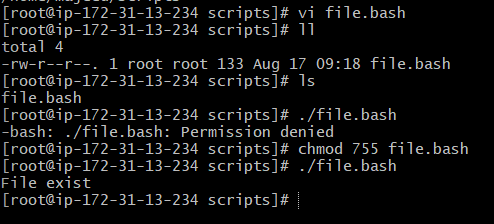 [root@ip-172-31-13-234 scripts]# vi file.bash
[root@ip-172-31-13-234 scripts]# ll
total 4
-rw-r--r--. 1 root root 133 Aug 17 09:18 file.bash
[root@ip-172-31-13-234 scripts]# ls
file.bash
[root@ip-172-31-13-234 scripts]# ./file.bash
-bash: ./file.bash: Permission denied
[root@ip-172-31-13-234 scripts]# chmod 755 file.bash
[root@ip-172-31-13-234 scripts]# ./file.bash
File exist
[root@ip-172-31-13-234 scripts]#